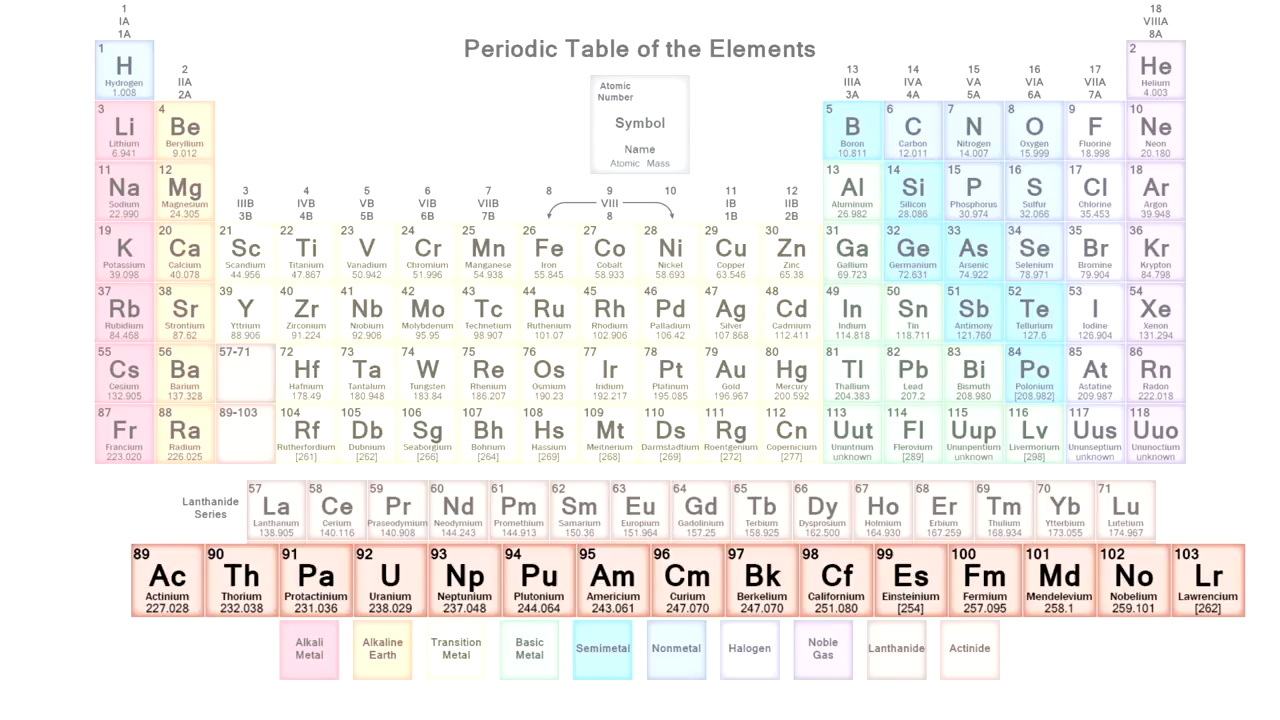 1
IA
1A
18
VIIIA
8A
Periodic Table of the Elements
1
H
Hydrogen
1.008
2
IIA
2A
13
IIIA
3A
14
IVA
4A
15
VA
5A
16
VIA
6A
17
VIIA
7A
2
He
Helium
4.003
Atomic
Number
Symbol
Name
Atomic Mass
3
Li
Lithium
6.941
4
Be
Beryllium
9.012
5
B
Boron
10.811
6
C
Carbon
12.011
7
N
Nitrogen
14.007
8
O
Oxygen
15.999
9
F
Fluorine
18.998
10
Ne
Neon
20.180
11
Na
Sodium
22.990
12
Mg
Magnesium
24.305
3
IIIB
3B
4
IVB
4B
5
VB
5B
6
VIB
6B
7
VIIB
7B
8 9 10
VIII
8
11
IB
1B
12
IIB
2B
13
Al
Aluminum
26.982
14
Si
Silicon
28.086
15
P
Phosphorus
30.974
16
S
Sulfur
32.066
17
Cl
Chlorine
35.453
18
Ar
Argon
39.948
19
K
Potassium
39.098
20
Ca
Calcium
40.078
21
Sc
Scandium
44.956
22
Ti
Titanium
47.867
23
V
Vanadium
50.942
24
Cr
Chromium
51.996
25
Mn
Manganese
54.938
26
Fe
Iron
55.845
27
Co
Cobalt
58.933
28
Ni
Nickel
58.693
29
Cu
Copper
63.546
30
Zn
Zinc
65.38
31
Ga
Gallium
69.723
32
Ge
Germanium
72.631
33
As
Arsenic
74.922
34
Se
Selenium
78.971
35
Br
Bromine
79.904
36
Kr
Krypton
84.798
37
Rb
Rubidium
84.468
38
Sr
Strontium
87.62
39
Y
Yttrium
88.906
40
Zr
Zirconium
91.224
41
Nb
Niobium
92.906
42
Mo
Molybdenum
95.95
43
Tc
Technetium
98.907
44
Ru
Ruthenium
101.07
45
Rh
Rhodium
102.906
46
Pd
Palladium
106.42
47
Ag
Silver
107.868
48
Cd
Cadmium
112.411
49
In
Indium
114.818
50
Sn
Tin
118.711
51
Sb
Antimony
121.760
52
Te
Tellurium
127.6
53
I
Iodine
126.904
54
Xe
Xenon
131.294
55
Cs
Cesium
132.905
56
Ba
Barium
137.328
57-71
72
Hf
Hafnium
178.49
73
Ta
Tantalum
180.948
74
W
Tungsten
183.84
75
Re
Rhenium
186.207
76
Os
Osmium
190.23
77
Ir
Iridium
192.217
78
Pt
Platinum
195.085
79
Au
Gold
196.967
80
Hg
Mercury
200.592
81
Tl
Thallium
204.383
82
Pb
Lead
207.2
83
Bi
Bismuth
208.980
84
Po
Polonium
[208.982]
85
At
Astatine
209.987
86
Rn
Radon
222.018
87
Fr
Francium
223.020
88
Ra
Radium
226.025
89-103
104
Rf
Rutherfordium
[261]
105
Db
Dubnium
[262]
106
Sg
Seaborgium
[266]
107
Bh
Bohrium
[264]
108
Hs
Hassium
[269]
109
Mt
Meitnerium
[268]
110
Ds
Darmstadtium
[269]
111
Rg
Roentgenium
[272]
112
Cn
Copernicium
[277]
113
Uut
Ununtrium
unknown
114
Fl
Flerovium
[289]
115
Uup
Ununpentium
unknown
116
Lv
Livermorium
[298]
117
Uus
Ununseptium
unknown
118
Uuo
Ununoctium
unknown
Lanthanide
Series
57
La
Lanthanum
138.905
58
Ce
Cerium
140.116
59
Pr
Praseodymium
140.908
60
Nd
Neodymium
144.243
61
Pm
Promethium
144.913
62
Sm
Samarium
150.36
63
Eu
Europium
151.964
64
Gd
Gadolinium
157.25
65
Tb
Terbium
158.925
66
Dy
Dysprosium
162.500
67
Ho
Holmium
164.930
68
Er
Erbium
167.259
69
Tm
Thulium
168.934
70
Yb
Ytterbium
173.055
71
Lu
Lutetium
174.967
89
Ac
Actinium
227.028
90
Th
Thorium
232.038
91
Pa
Protactinium
231.036
92
U
Uranium
238.029
93
Np
Neptunium
237.048
94
Pu
Plutonium
244.064
95
Am
Americium
243.061
96
Cm
Curium
247.070
97
Bk
Berkelium
247.070
98
Cf
Californium
251.080
99
Es
Einsteinium
[254]
100
Fm
Fermium
257.095
101
Md
Mendelevium
258.1
102
No
Nobelium
259.101
103
Lr
Lawrencium
[262]
Alkali
Metal
Alkaline
Earth
Transition
Metal
Basic
Metal
Semimetal
Nonmetal
Halogen
Noble
Gas
Lanthanide
Actinide